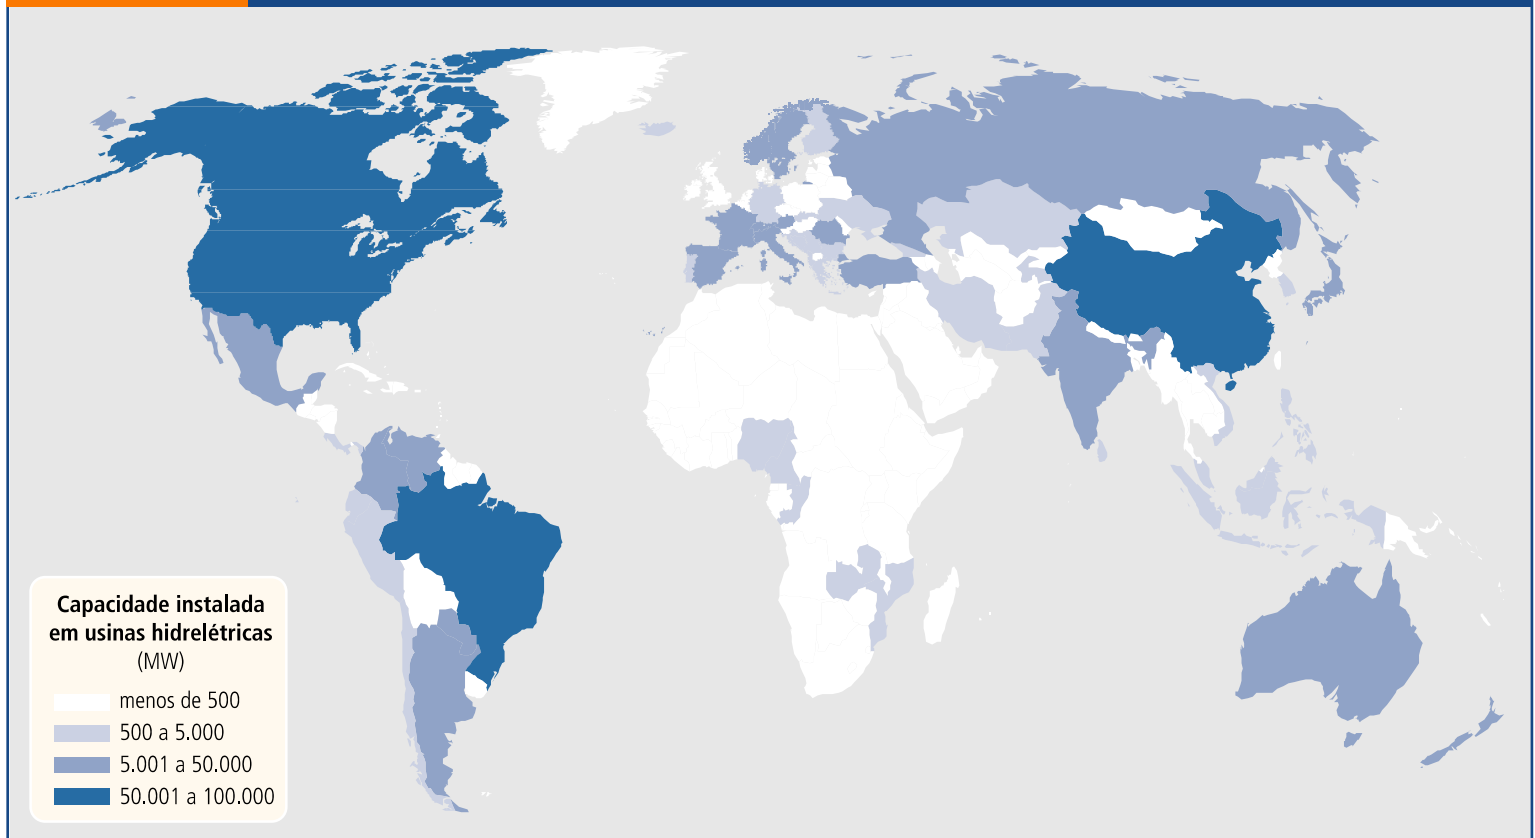 Capacidade instalada
em usinas hidrelétricas
(MW)
menos de 500
500 a 5.000
5.001 a 50.000
50.001 a 100.000